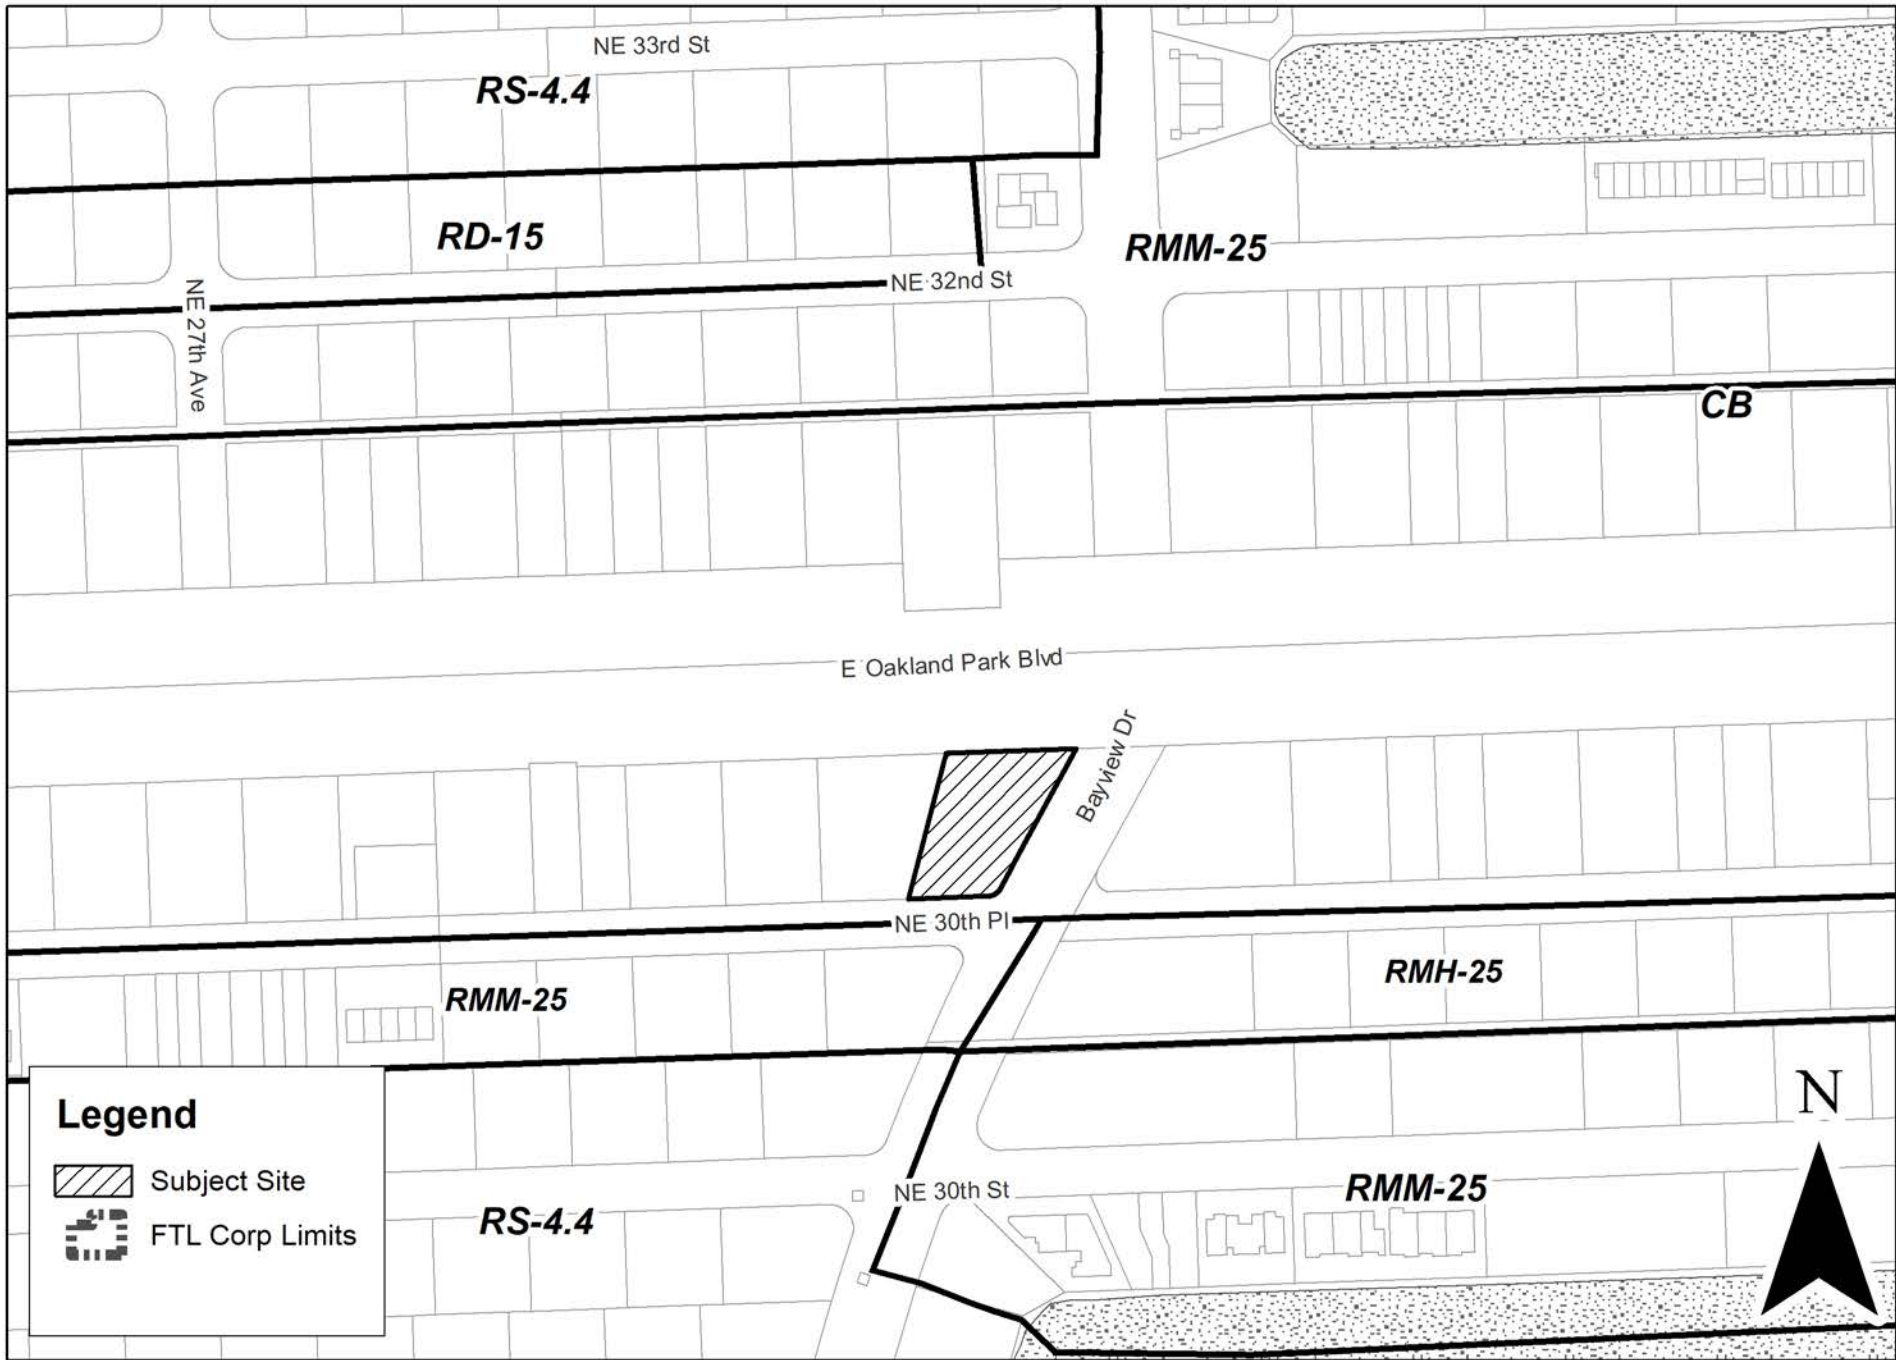 NE 33rd St
RS-4.4
RD-15
RMM-25
NE 32nd St
NE 27th Ave
CB
E Oakland Park Blvd
Bayview Dr
NE 30th Pl
RMH-25
RMM-25
N
Legend
Subject Site
FTL Corp Limits
NE 30th St
RMM-25
RS-4.4